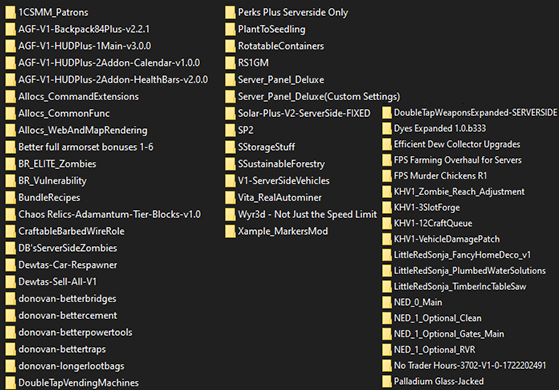 1CSMM_Patrons
AGF-V1-Backpack84Plus-v2.2.1
AGF-V1-HUDPlus-1Main-v3.0.0
AGF-V1-HUDPlus-2Addon-Calendar-v1.0.0
AGF-V1-HUDPlus-2Addon-HealthBars-v2.0.0
Allocs_CommandExtensions
Allocs_CommonFunc
Allocs_WebAndMapRendering
Better full armorset bonuses 1-6
BR_ELITE_Zombies
BR_Vulnerability
BundleRecipes
Chaos Relics-Adamantum-Tier-Blocks-v1.0
CraftableBarbedWireRole
DB'sServerSideZombies
Dewtas-Car-Respawner
Dewtas-Sell-All-V1
donovan-betterbridges
donovan-bettercement
donovan-betterpowertools
donovan-bettertraps
donovan-longerlootbags
DoubleTapVendingMachines
Perks Plus Serverside Only
PlantToSeedling
RotatableContainers
RS1GM
Server_Panel_Deluxe
Server_Panel_Deluxe(Custom Settings)
Solar-Plus-V2-ServerSide-FIXED
SP2
SStorageStuff
SSustainableForestry
V1-ServerSideVehicles
Vita_RealAutominer
Wyr3d - Not Just the Speed Limit
Xample_MarkersMod
DoubleTapWeaponsExpanded-SERVERSIDE
Dyes Expanded 1.0.b333
Efficient Dew Collector Upgrades
FPS Farming Overhaul for Servers
FPS Murder Chickens R1
KHV1_Zombie_Reach_Adjustment
KHV1-3SlotForge
KHV1-12CraftQueue
KHV1-VehicleDamagePatch
LittleRedSonja_FancyHomeDeco_v1
LittleRedSonja_PlumbedWaterSolutions
LittleRedSonja_TimberIncTableSaw
NED_0_Main
NED_1_Optional_Clean
NED_1_Optional_Gates_Main
NED_1_Optional_RVR
No Trader Hours-3702-V1-0-1722202491
Palladium Glass-Jacked